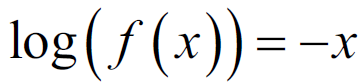 log(f(x)) = −x